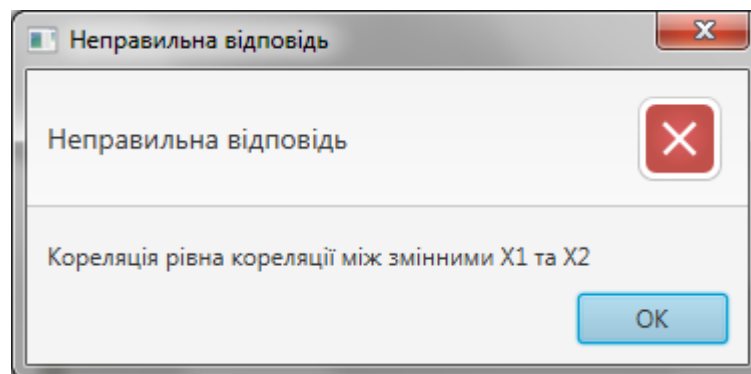 Неправильна відповідь
Неправильна відповідь
Кореляція рівна кореляції між змінними X1 та X2
OK